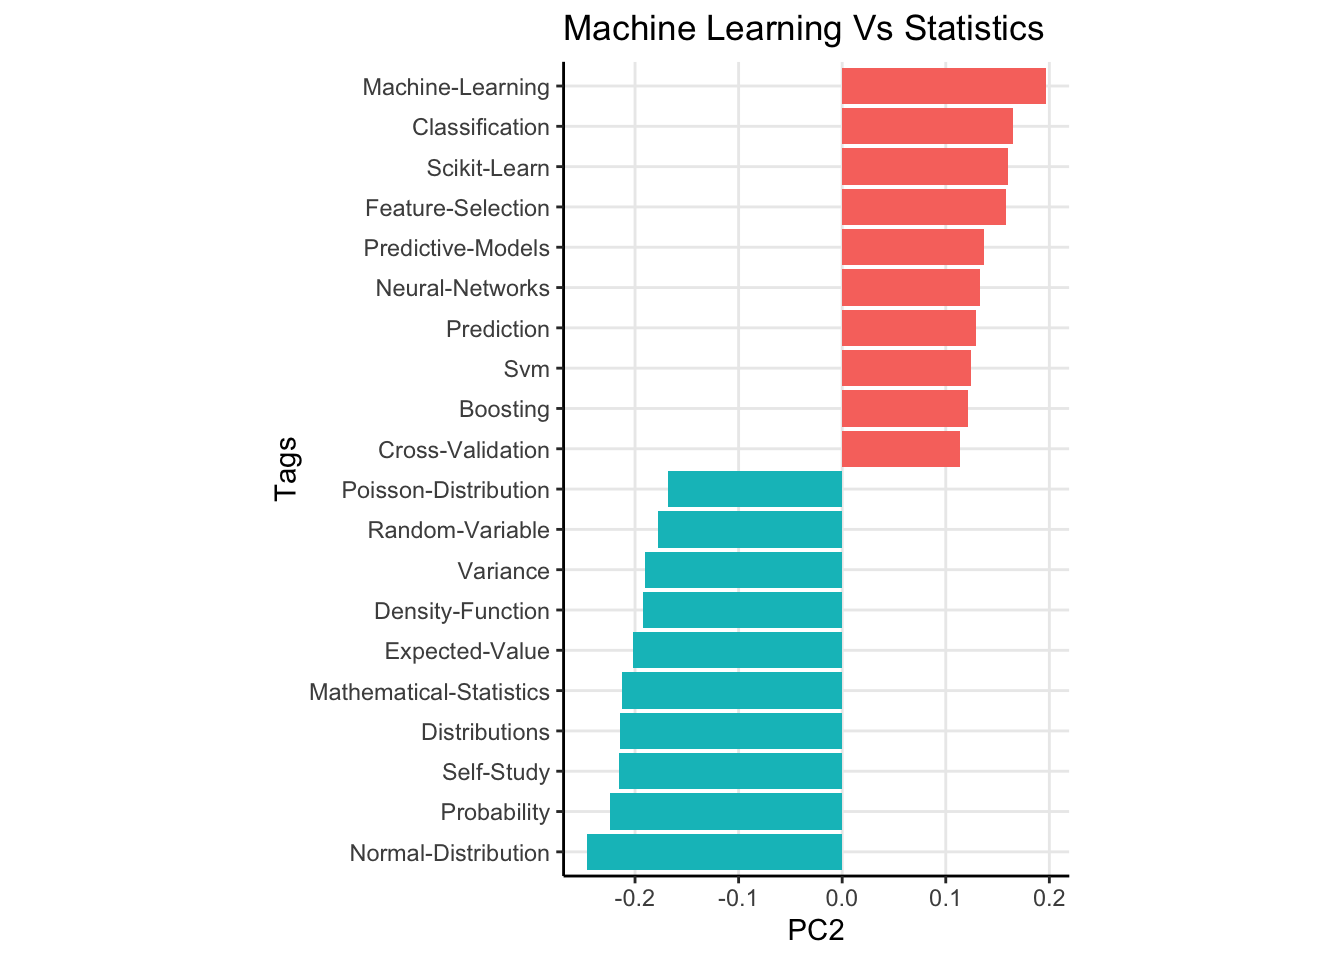 Machine Learning Vs Statistics
Machine-Learning
Classification
Scikit-Learn
Feature-Selection
Predictive-Models
Neural-Networks
Prediction
Svm
Boosting
Cross-Validation
Poisson-Distribution
Random-Variable
Variance
Density-Function
Expected-Value
Mathematical-Statistics
Distributions
Self-Study
Probability
Normal-Distribution
Tags
-0.2 -0.1 0.0 0.1 0.2
PC2